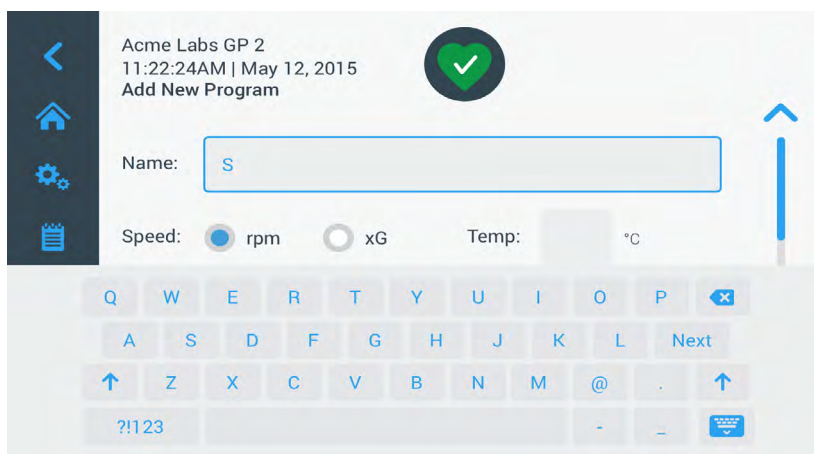 Acme Labs GP 2
11:22:24AM | May 12, 2015
Add New Program
Name: S
Speed: rpm xG Temp: °C
Q W E R T Y U I O P
A S D F G H J K L Next
Z X C V B N M @ .
?!123 - _